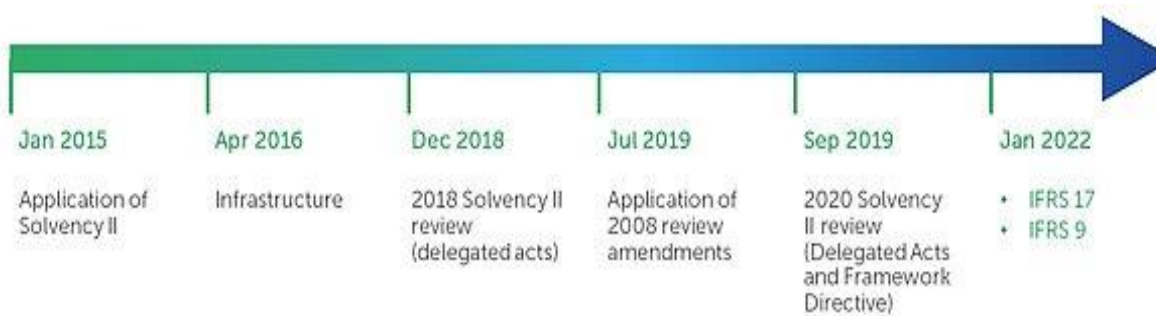 Jan 2015
Application of
Solvency II
Apr 2016
Infrastructure
Dec 2018
2018 Solvency II
review
(delegated acts)
Jul 2019
Application of
2008 review
amendments
Sep 2019
2020 Solvency
II review
(Delegated Acts
and Framework
Directive)
Jan 2022
• IFRS 17
• IFRS 9